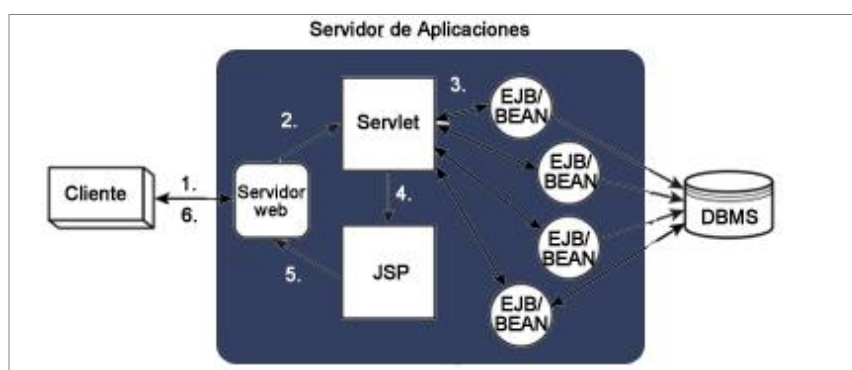 Servidor de Aplicaciones
3.
EJB/
BEAN
2.
Servlet
EJB/
BEAN
Cliente
1.
6.
Servidor
web
4.
DBMS
EJB/
BEAN
5.
JSP
EJB/
BEAN